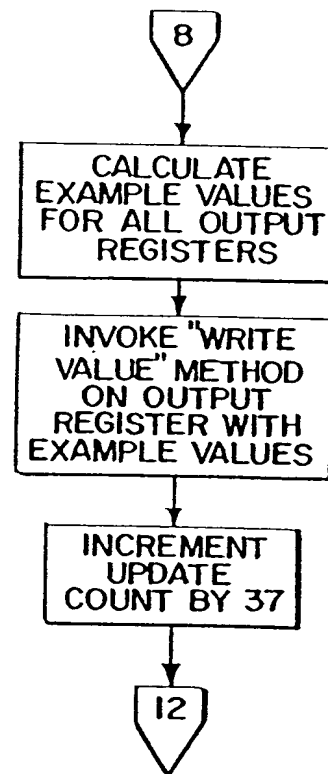 8
CALCULATE
EXAMPLE VALUES
FOR ALL OUTPUT
REGISTERS
INVOKE "WRITE
VALUE" METHOD
ON OUTPUT
REGISTER WITH
EXAMPLE VALUES
INCREMENT
UPDATE
COUNT BY 37
12